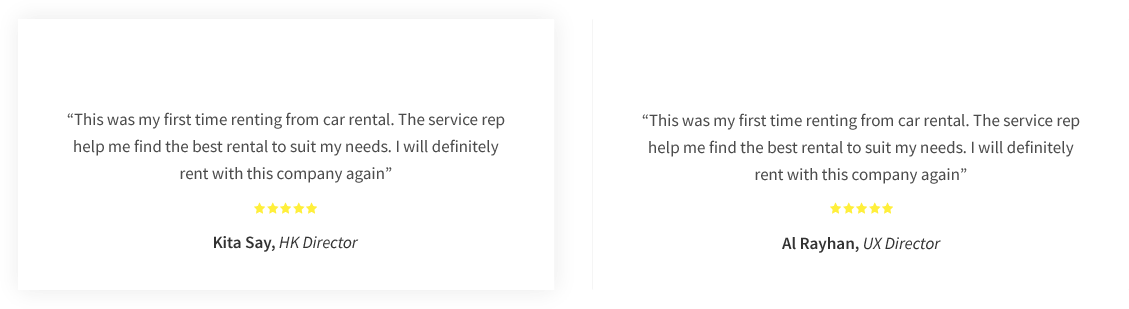 “This was my first time renting from car rental. The service rep
help me find the best rental to suit my needs. I will definitely
rent with this company again”
Kita Say, HK Director
“This was my first time renting from car rental. The service rep
help me find the best rental to suit my needs. I will definitely
rent with this company again”
Al Rayhan, UX Director